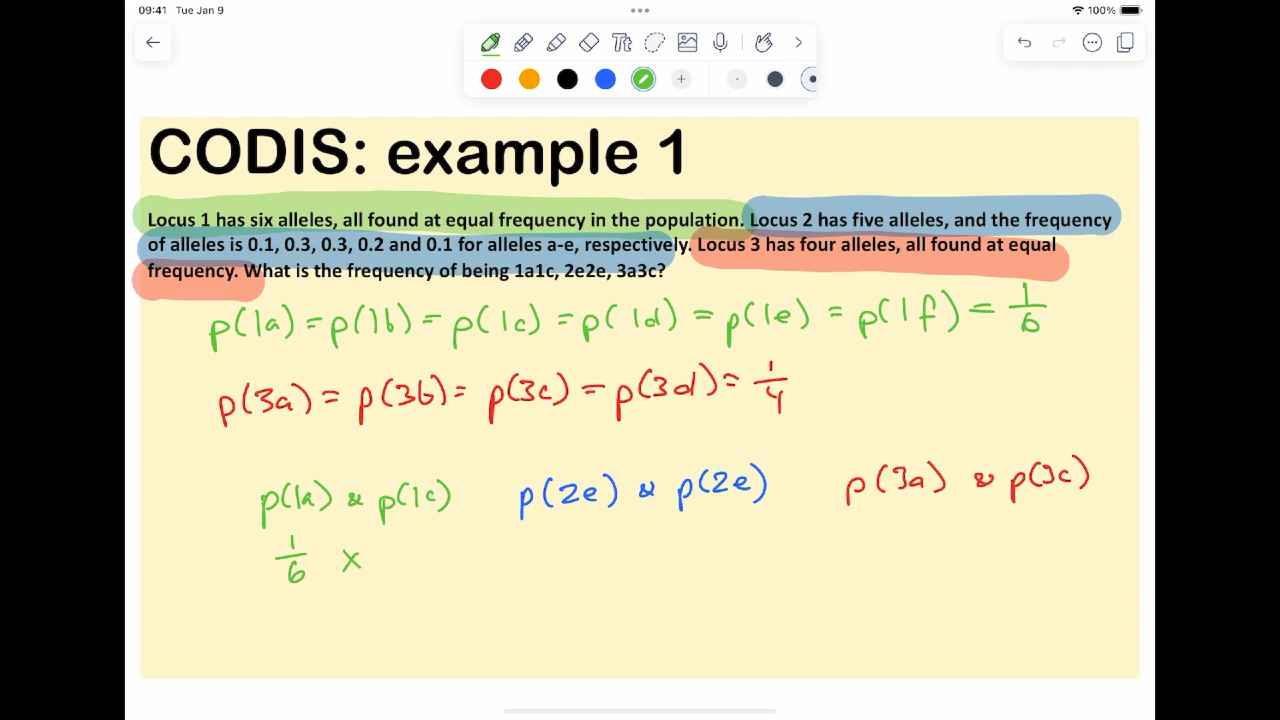 09:41 Tue Jan 9
100%
Tt
CODIS: example 1
Locus 1 has six alleles, all found at equal frequency in the population. Locus 2 has five alleles, and the frequency
of alleles is 0.1, 0.3, 0.3, 0.2 and 0.1 for alleles a-e, respectively. Locus 3 has four alleles, all found at equal
frequency. What is the frequency of being 1a1c, 2e2e, 3a3c?
p(1a) = p(1b) = p(1c) = p(1d) = p(1e) = p(1f) = 1/6
p(3a) = p(3b) = p(3c) = p(3d) = 1/4
p(1a) & p(1c) p(2e) & p(2e) p(3a) & p(3c)
1/6 x